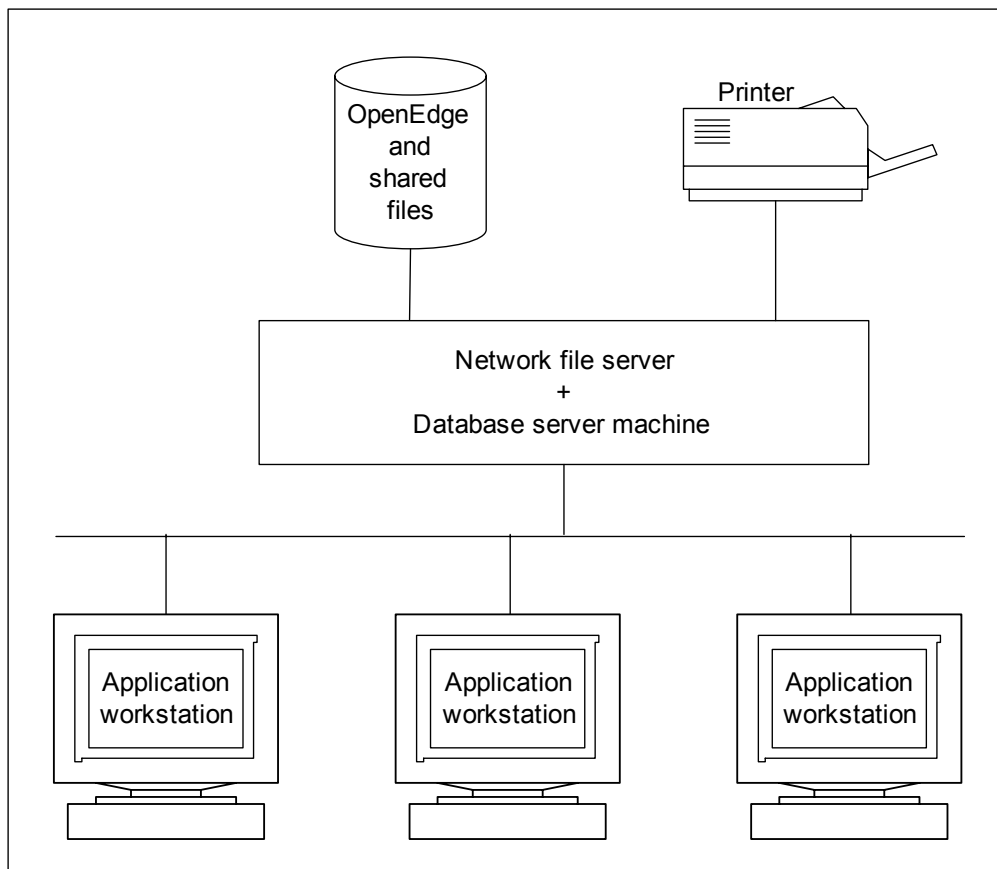 OpenEdge
and
shared
files
Printer
Network file server
+
Database server machine
Application
workstation
Application
workstation
Application
workstation